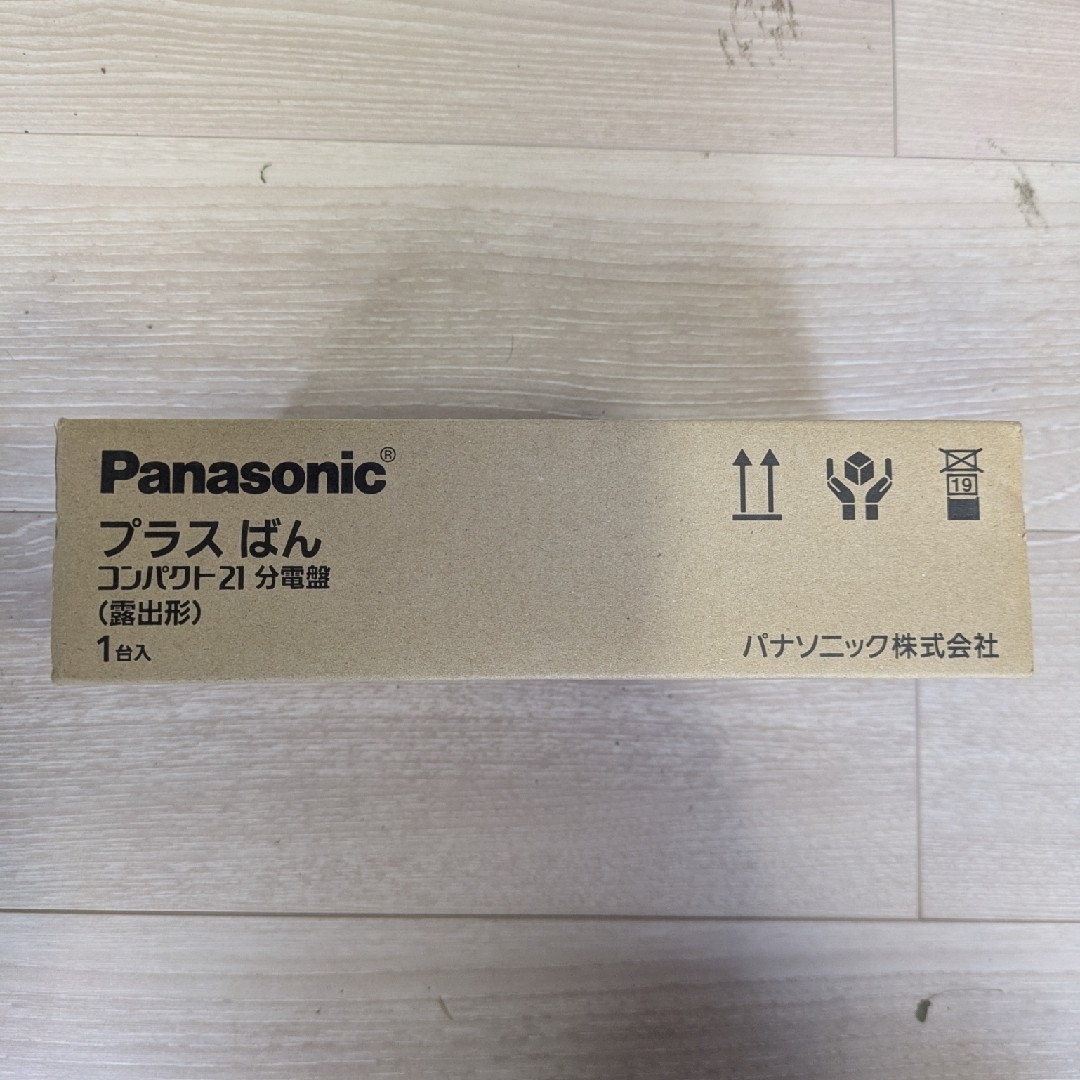 Panasonic®
プラス ばん
コンパクト21 分電盤
(露出形)
1台入
19
パナソニック株式会社